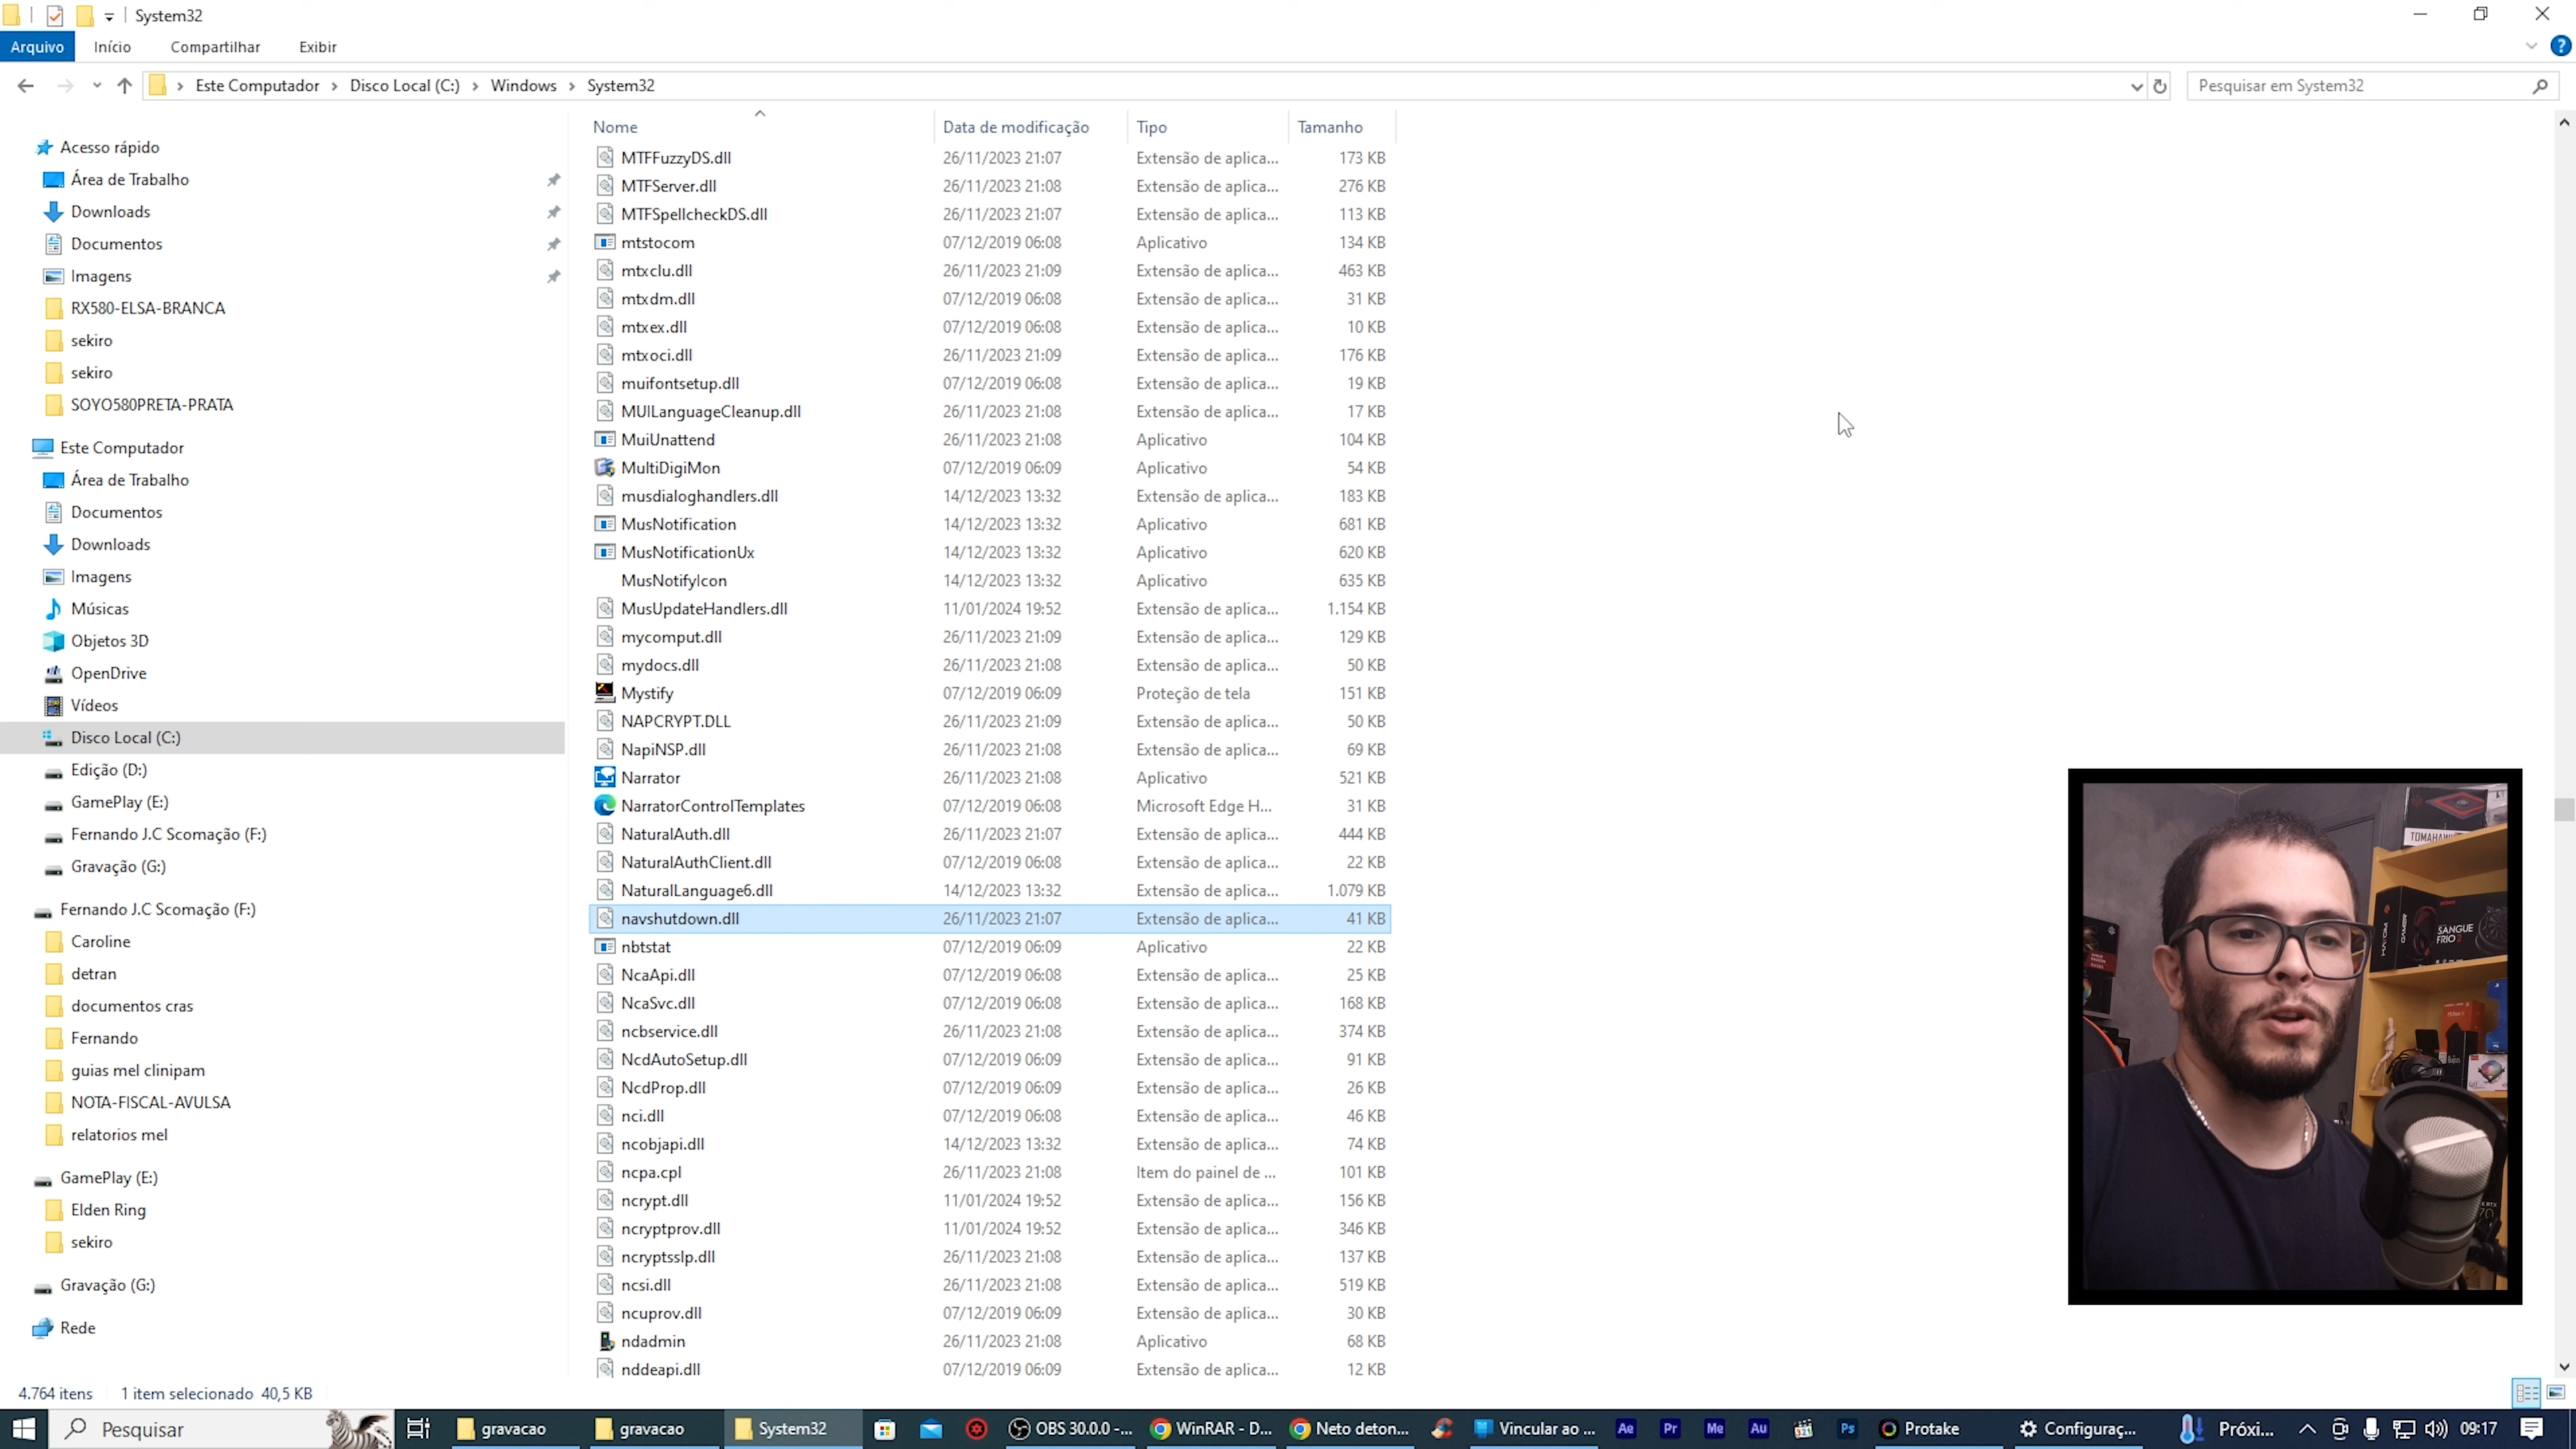 System32
Arquivo Início Compartilhar Exibir
Este Computador Disco Local (C:) Windows System32
Pesquisar em System32
Acesso rápido
Área de Trabalho
Downloads
Documentos
Imagens
RX580-ELSA-BRANCA
sekiro
sekiro
SOYO580PRETA-PRATA
Este Computador
Área de Trabalho
Documentos
Downloads
Imagens
Músicas
Objetos 3D
OpenDrive
Vídeos
Disco Local (C:)
Edição (D:)
GamePlay (E:)
Fernando J.C Scomação (F:)
Gravação (G:)
Fernando J.C Scomação (F:)
Caroline
detran
documentos cras
Fernando
guias mel clinipam
NOTA-FISCAL-AVULSA
relatorios mel
GamePlay (E:)
Elden Ring
sekiro
Gravação (G:)
Rede
Nome Data de modificação Tipo Tamanho
MTFFuzzyDS.dll 26/11/2023 21:07 Extensão de aplica... 173 KB
MTFServer.dll 26/11/2023 21:08 Extensão de aplica... 276 KB
MTFSpellcheckDS.dll 26/11/2023 21:07 Extensão de aplica... 113 KB
mtstocom 07/12/2019 06:08 Aplicativo 134 KB
mtxclu.dll 26/11/2023 21:09 Extensão de aplica... 463 KB
mtxdm.dll 07/12/2019 06:08 Extensão de aplica... 31 KB
mtxex.dll 07/12/2019 06:08 Extensão de aplica... 10 KB
mtxoci.dll 26/11/2023 21:09 Extensão de aplica... 176 KB
muifontsetup.dll 07/12/2019 06:08 Extensão de aplica... 19 KB
MUILanguageCleanup.dll 26/11/2023 21:08 Extensão de aplica... 17 KB
MuiUnattend 26/11/2023 21:08 Aplicativo 104 KB
MultiDigiMon 07/12/2019 06:09 Aplicativo 54 KB
musdialoghandlers.dll 14/12/2023 13:32 Extensão de aplica... 183 KB
MusNotification 14/12/2023 13:32 Aplicativo 681 KB
MusNotificationUx 14/12/2023 13:32 Aplicativo 620 KB
MusNotifyIcon 14/12/2023 13:32 Aplicativo 635 KB
MusUpdateHandlers.dll 11/01/2024 19:52 Extensão de aplica... 1.154 KB
mycomput.dll 26/11/2023 21:09 Extensão de aplica... 129 KB
mydocs.dll 26/11/2023 21:08 Extensão de aplica... 50 KB
Mystify 07/12/2019 06:09 Proteção de tela 151 KB
NAPCRYPT.DLL 26/11/2023 21:09 Extensão de aplica... 50 KB
NapiNSP.dll 26/11/2023 21:08 Extensão de aplica... 69 KB
Narrator 26/11/2023 21:08 Aplicativo 521 KB
NarratorControlTemplates 07/12/2019 06:08 Microsoft Edge H... 31 KB
NaturalAuth.dll 26/11/2023 21:07 Extensão de aplica... 444 KB
NaturalAuthClient.dll 07/12/2019 06:08 Extensão de aplica... 22 KB
NaturalLanguage6.dll 14/12/2023 13:32 Extensão de aplica... 1.079 KB
navshutdown.dll 26/11/2023 21:07 Extensão de aplica... 41 KB
nbtstat 07/12/2019 06:09 Aplicativo 22 KB
NcaApi.dll 07/12/2019 06:08 Extensão de aplica... 25 KB
NcaSvc.dll 07/12/2019 06:08 Extensão de aplica... 168 KB
ncbservice.dll 26/11/2023 21:08 Extensão de aplica... 374 KB
NcdAutoSetup.dll 07/12/2019 06:09 Extensão de aplica... 91 KB
NcdProp.dll 07/12/2019 06:09 Extensão de aplica... 26 KB
nci.dll 07/12/2019 06:08 Extensão de aplica... 46 KB
ncobjapi.dll 14/12/2023 13:32 Extensão de aplica... 74 KB
ncpa.cpl 26/11/2023 21:08 Item do painel de ... 101 KB
ncrypt.dll 11/01/2024 19:52 Extensão de aplica... 156 KB
ncryptprov.dll 11/01/2024 19:52 Extensão de aplica... 346 KB
ncryptsslp.dll 26/11/2023 21:08 Extensão de aplica... 137 KB
ncsi.dll 26/11/2023 21:08 Extensão de aplica... 519 KB
ncuprov.dll 07/12/2019 06:09 Extensão de aplica... 30 KB
ndadmin 26/11/2023 21:08 Aplicativo 68 KB
nddeapi.dll 07/12/2019 06:09 Extensão de aplica... 12 KB
TOMAHAWK
SANGUE
FRIO 2
4.764 itens 1 item selecionado 40,5 KB
Pesquisar gravacao gravacao System32 OBS 30.0.0 -... WinRAR - D... Neto deton... Vincular ao ... Ae Pr Me Au 321 Ps Protake Configuraç... Próxi... 09:17